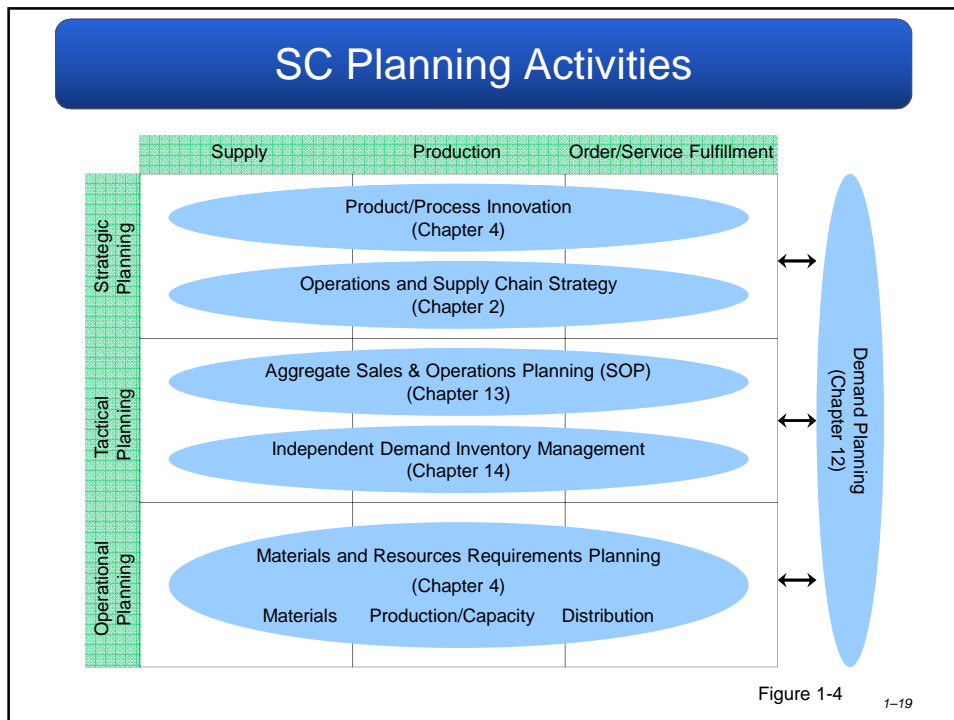 SC Planning Activities
Supply Production Order/Service Fulfillment
Strategic
Planning
Product/Process Innovation
(Chapter 4)
Operations and Supply Chain Strategy
(Chapter 2)
Tactical
Planning
Aggregate Sales & Operations Planning (SOP)
(Chapter 13)
Independent Demand Inventory Management
(Chapter 14)
Operational
Planning
Materials and Resources Requirements Planning
(Chapter 4)
Materials Production/Capacity Distribution
Demand Planning
(Chapter 12)
Figure 1-4
1–19